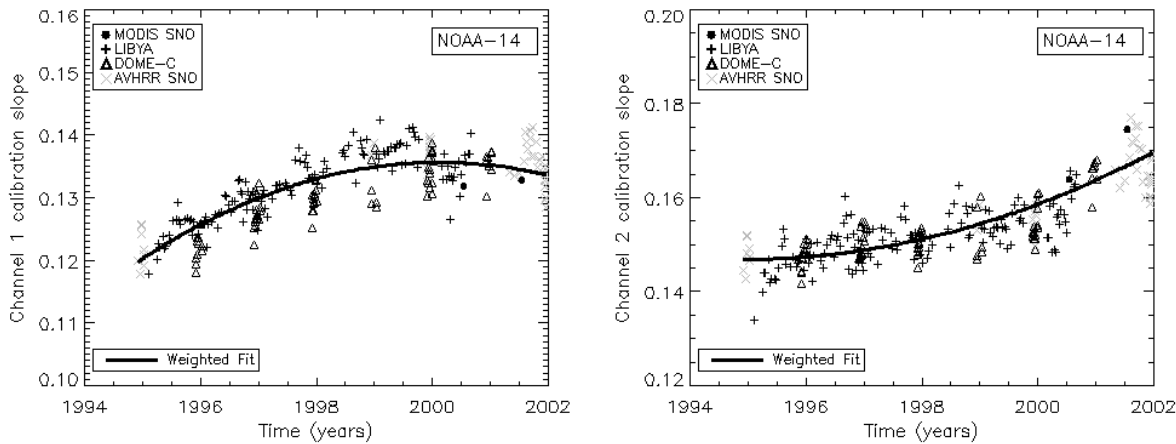 0.16
0.15
0.14
0.13
0.12
0.11
0.10
Channel 1 calibration slope
MODIS SNO
LIBYA
DOME-C
AVHRR SNO
NOAA-14
Weighted Fit
1994 1996 1998 2000 2002
Time (years)
0.20
0.18
0.16
0.14
0.12
Channel 2 calibration slope
MODIS SNO
LIBYA
DOME-C
AVHRR SNO
NOAA-14
Weighted Fit
1994 1996 1998 2000 2002
Time (years)